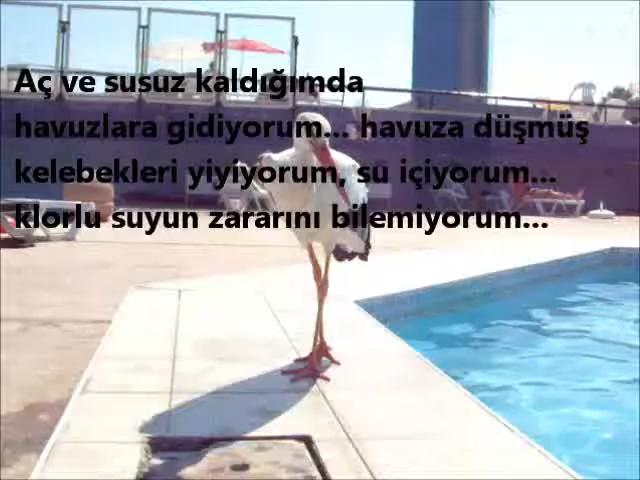 Aç ve susuz kaldığımda
havuzlara gidiyorum... havuza düşmüş
kelebekleri yiyiyorum, su içiyorum...
klorlu suyun zararını bilemiyorum...